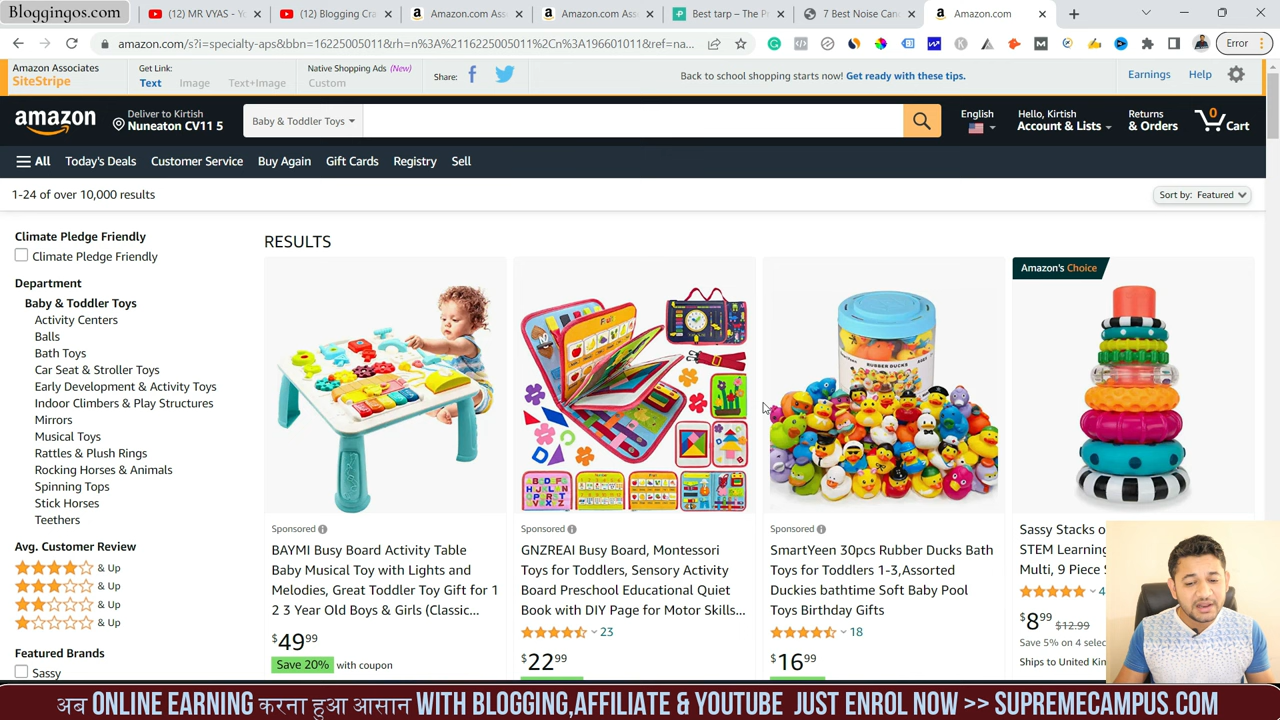 Bloggingos.com
(12) MR VYAS - Yo
(12) Blogging Cra
Amazon.com Ass
Amazon.com Ass
Best tarp – The P
7 Best Noise Canc
Amazon.com
amazon.com/s?i=specialty-aps&bbn=16225005011&rh=n%3A%2116225005011%2Cn%3A196601011&ref=na...
Error
Amazon Associates
SiteStripe
Get Link:
Text
Image
Text+Image
Native Shopping Ads (New)
Custom
Share:
Back to school shopping starts now! Get ready with these tips.
Earnings
Help
amazon
Deliver to Kirtish
Nuneaton CV11 5
Baby & Toddler Toys
English
Hello, Kirtish
Account & Lists
Returns
& Orders
0
Cart
All
Today's Deals
Customer Service
Buy Again
Gift Cards
Registry
Sell
1-24 of over 10,000 results
Sort by: Featured
Climate Pledge Friendly
Climate Pledge Friendly
Department
Baby & Toddler Toys
Activity Centers
Balls
Bath Toys
Car Seat & Stroller Toys
Early Development & Activity Toys
Indoor Climbers & Play Structures
Mirrors
Musical Toys
Rattles & Plush Rings
Rocking Horses & Animals
Spinning Tops
Stick Horses
Teethers
Avg. Customer Review
& Up
& Up
& Up
& Up
Featured Brands
Sassy
RESULTS
Sponsored
BAYMI Busy Board Activity Table
Baby Musical Toy with Lights and
Melodies, Great Toddler Toy Gift for 1
2 3 Year Old Boys & Girls (Classic...
$49 99
Save 20% with coupon
Sponsored
GNZREAI Busy Board, Montessori
Toys for Toddlers, Sensory Activity
Board Preschool Educational Quiet
Book with DIY Page for Motor Skills...
23
$22 99
RUBBER DUCKS
Sponsored
SmartYeen 30pcs Rubber Ducks Bath
Toys for Toddlers 1-3,Assorted
Duckies bathtime Soft Baby Pool
Toys Birthday Gifts
18
$16 99
Amazon's Choice
Sassy Stacks o
STEM Learning
Multi, 9 Piece S
4
$8 99 $12.99
Save 5% on 4 selec
Ships to United Kin
अब ONLINE EARNING करना हुआ आसान WITH BLOGGING,AFFILIATE & YOUTUBE JUST ENROL NOW >> SUPREMECAMPUS.COM